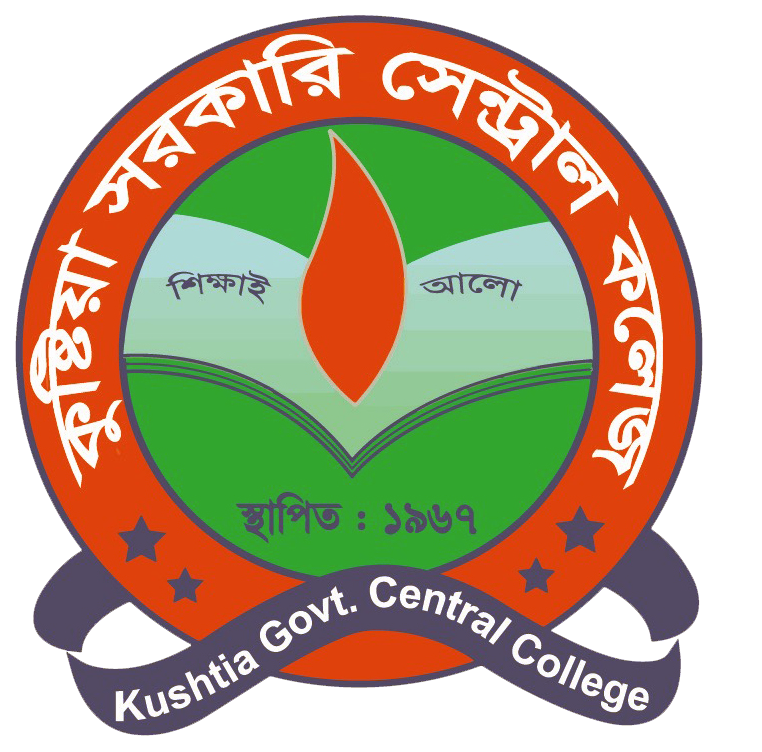 কুষ্টিয়া সরকারি সেন্ট্রাল কলেজ
শিক্ষাই আলো
স্থাপিত : ১৯৬৭
Kushtia Govt. Central College